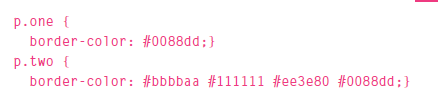 p.one {
  border-color: #0088dd;}
p.two {
  border-color: #bbbbaa #111111 #ee3e80 #0088dd;}